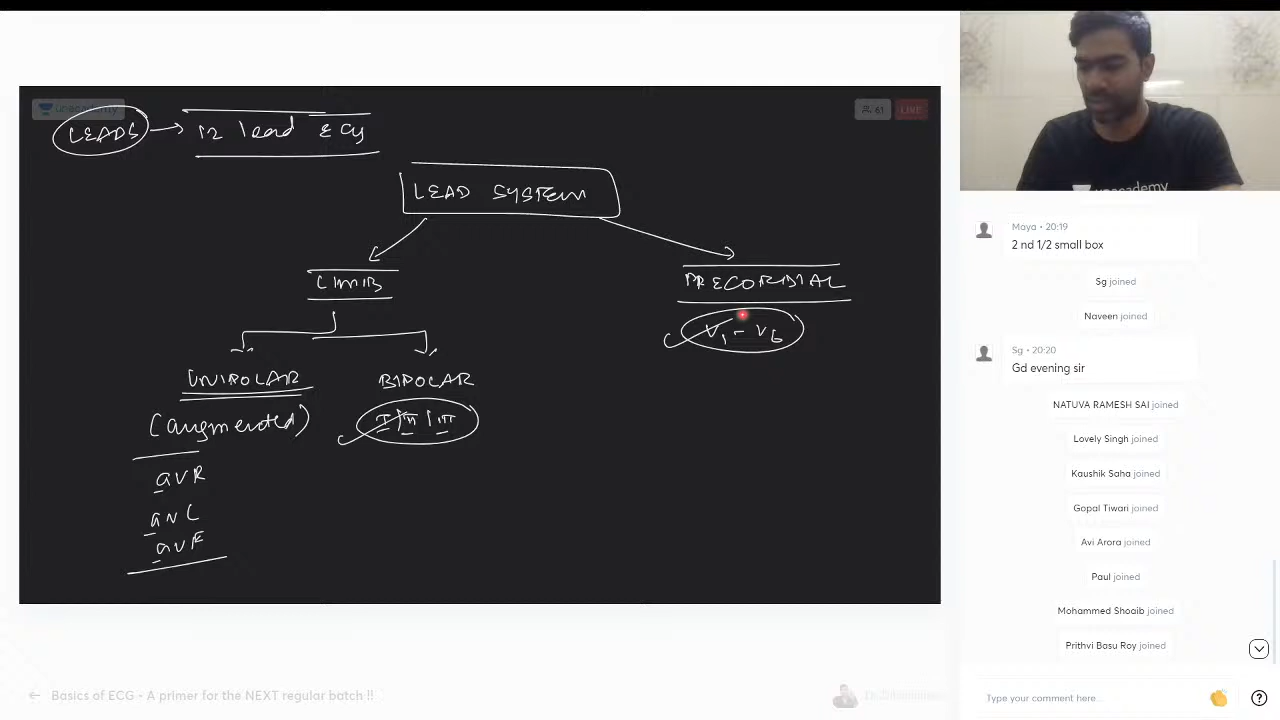 unacademy
61
LIVE
LEADS → 12 lead ECG
LEAD SYSTEM
LIMB
PRECORDIAL
V1 - V6
UNIPOLAR
BIPOLAR
(augmented)
I | II | III
aVR
aVL
aVF
unacademy
Maya • 20:19
2 nd 1/2 small box
Sg joined
Naveen joined
Sg • 20:20
Gd evening sir
NATUVA RAMESH SAI joined
Lovely Singh joined
Kaushik Saha joined
Gopal Tiwari joined
Avi Arora joined
Paul joined
Mohammed Shoaib joined
Prithvi Basu Roy joined
← Basics of ECG - A primer for the NEXT regular batch !!
Type your comment here..